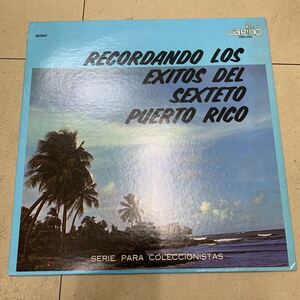 MONO
CARIÑO
RECORDANDO LOS
EXITOS DEL
SEXTETO
PUERTO RICO
SERIE PARA COLECCIONISTAS